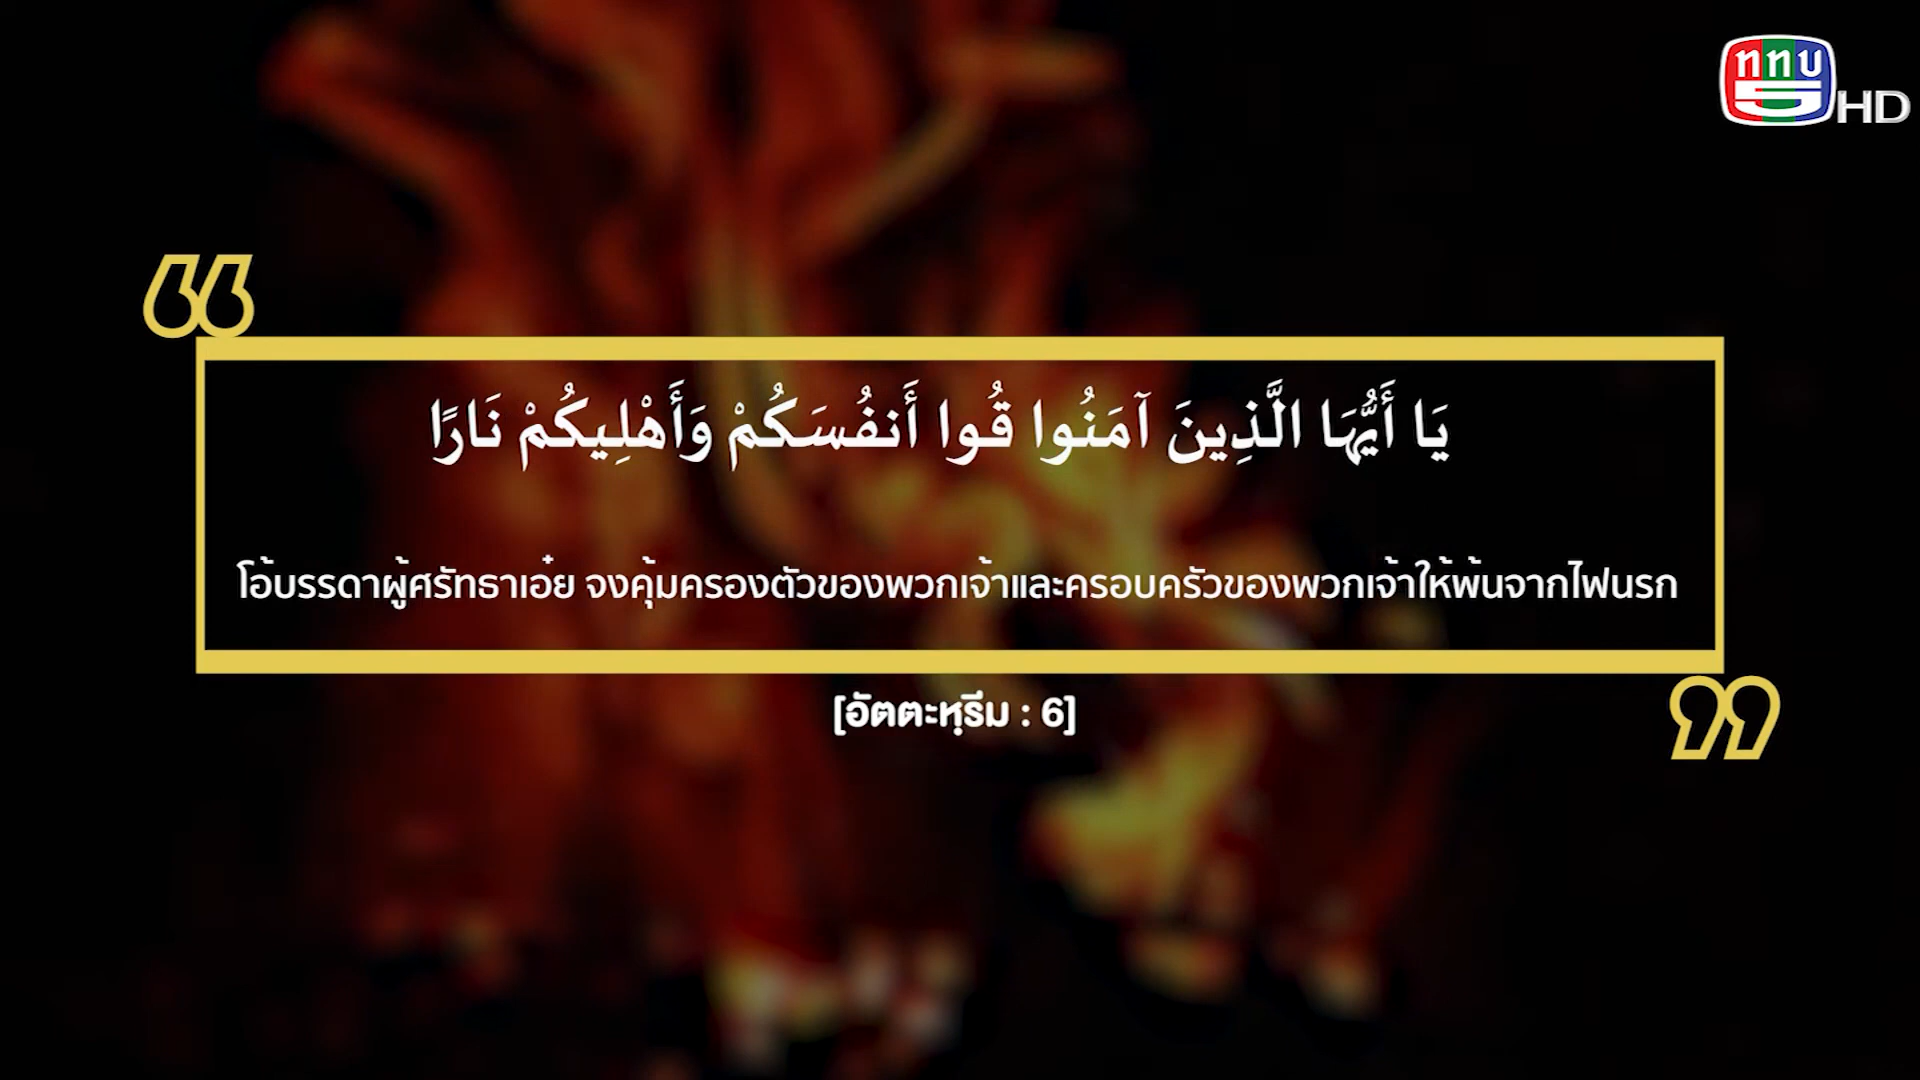 ททบ
5HD
يَا أَيُّهَا الَّذِينَ آمَنُوا قُوا أَنفُسَكُمْ وَأَهْلِيكُمْ نَارًا
โอ้บรรดาผู้ศรัทธาเอ๋ย จงคุ้มครองตัวของพวกเจ้าและครอบครัวของพวกเจ้าให้พ้นจากไฟนรก
[อัตตะหฺรีม : 6]